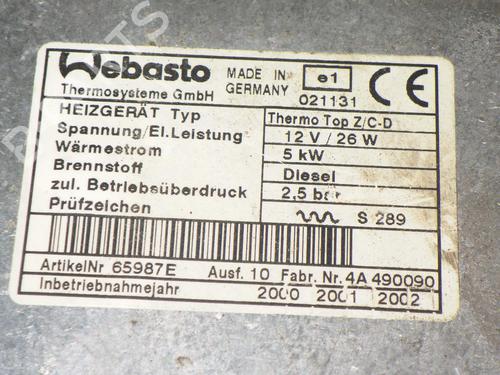 Webasto
Thermosysteme GmbH
MADE IN
GERMANY
e1
021131
CE
HEIZGERÄT Typ Thermo Top Z/C-D
Spannung/El.Leistung 12 V / 26 W
Wärmestrom 5 kW
Brennstoff Diesel
zul. Betriebsüberdruck 2,5 bar
Prüfzeichen S 289
ArtikelNr 65987E Ausf. 10 Fabr. Nr. 4A 490090
Inbetriebnahmejahr 2000 2001 2002